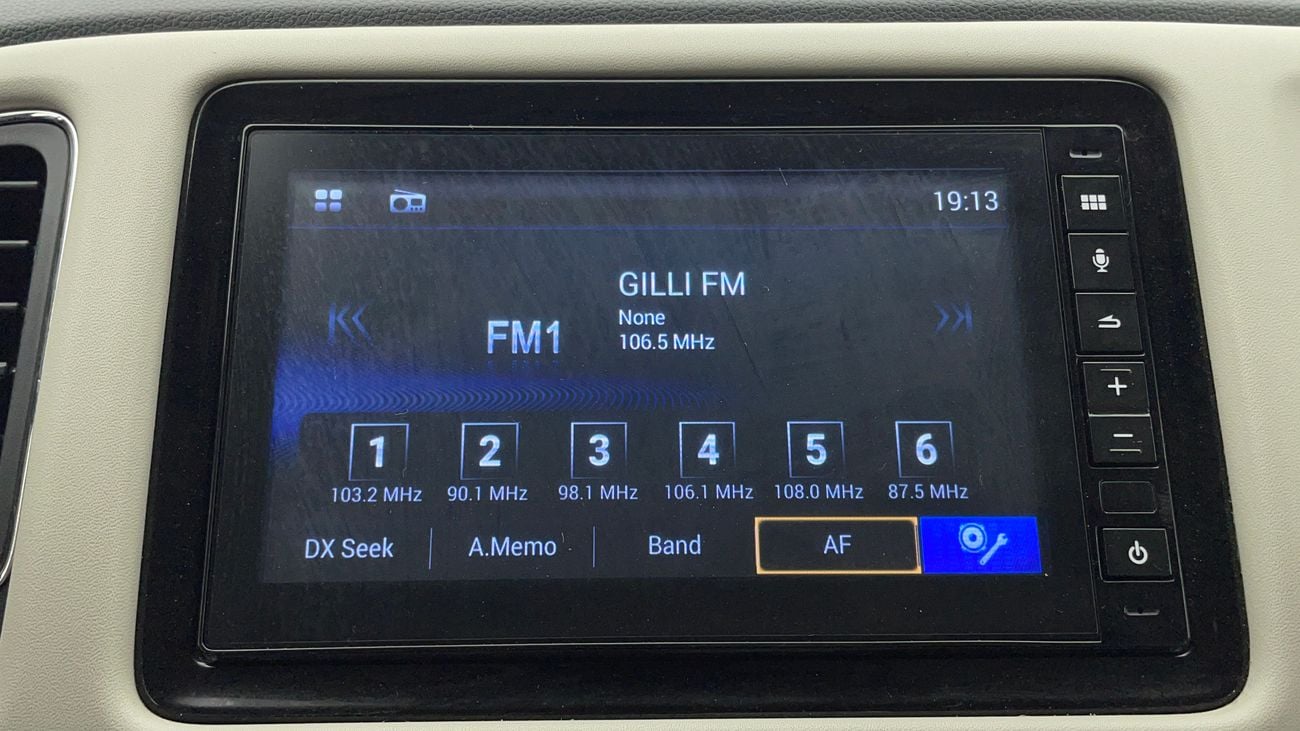 19:13
GILLI FM
None
FM1
106.5 MHz
1 2 3 4 5 6
103.2 MHz 90.1 MHz 98.1 MHz 106.1 MHz 108.0 MHz 87.5 MHz
DX Seek A.Memo Band AF